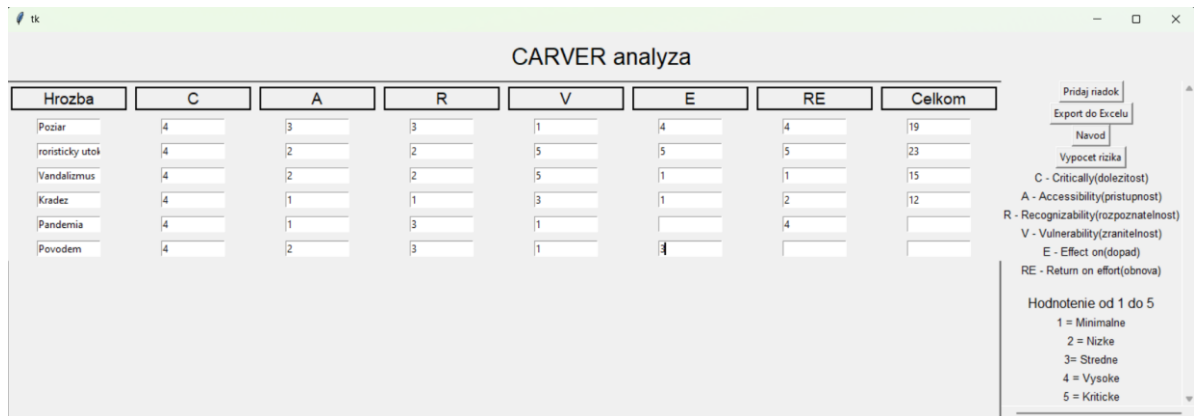 tk
CARVER analyza
Hrozba C A R V E RE Celkom
Poziar 4 3 3 1 4 4 19
roristicky utok 4 2 2 5 5 5 23
Vandalizmus 4 2 2 5 1 1 15
Kradez 4 1 1 3 1 2 12
Pandemia 4 1 3 1 4
Povodem 4 2 3 1 3
Pridaj riadok
Export do Excelu
Navod
Vypocet rizika
C - Critically(dolezitost)
A - Accessibility(pristupnost)
R - Recognizability(rozpoznatelnost)
V - Vulnerability(zranitelnost)
E - Effect on(dopad)
RE - Return on effort(obnova)
Hodnotenie od 1 do 5
1 = Minimalne
2 = Nizke
3= Stredne
4 = Vysoke
5 = Kriticke